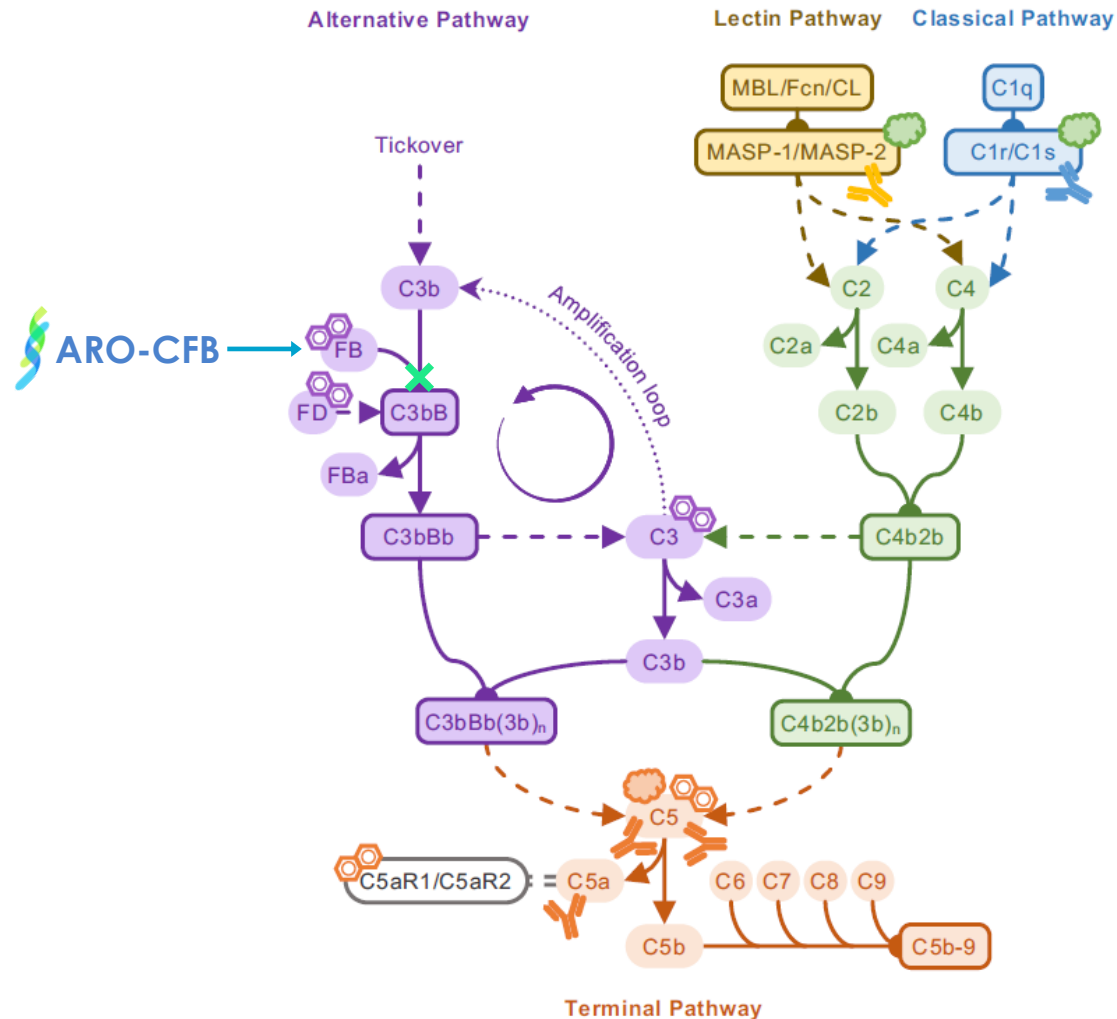 Alternative Pathway
Lectin Pathway
Classical Pathway
MBL/Fcn/CL
C1q
MASP-1/MASP-2
C1r/C1s
Tickover
C3b
C2
C4
Amplification loop
ARO-CFB
FB
C2a
C4a
FD
C3bB
C2b
C4b
FBa
C3bBb
C3
C4b2b
C3a
C3b
C3bBb(3b)n
C4b2b(3b)n
C5
C5aR1/C5aR2
C5a
C6
C7
C8
C9
C5b
C5b-9
Terminal Pathway